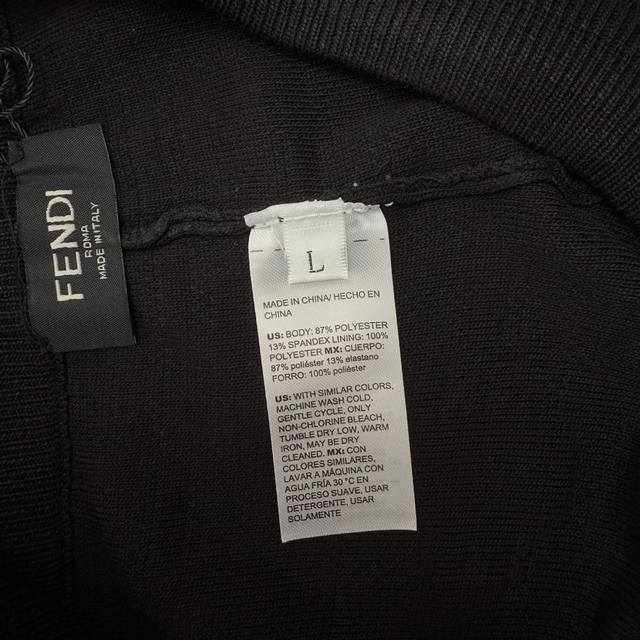 FENDI
ROMA
MADE IN ITALY
L
MADE IN CHINA/ HECHO EN
CHINA
US: BODY: 87% POLYESTER
13% SPANDEX LINING: 100%
POLYESTER MX: CUERPO:
87% poliéster 13% elastano
FORRO: 100% poliéster
US: WITH SIMILAR COLORS,
MACHINE WASH COLD,
GENTLE CYCLE, ONLY
NON-CHLORINE BLEACH,
TUMBLE DRY LOW, WARM
IRON, MAY BE DRY
CLEANED. MX: CON
COLORES SIMILARES,
LAVAR A MÁQUINA CON
AGUA FRÍA 30 °C EN
PROCESO SUAVE, USAR
DETERGENTE, USAR
SOLAMENTE